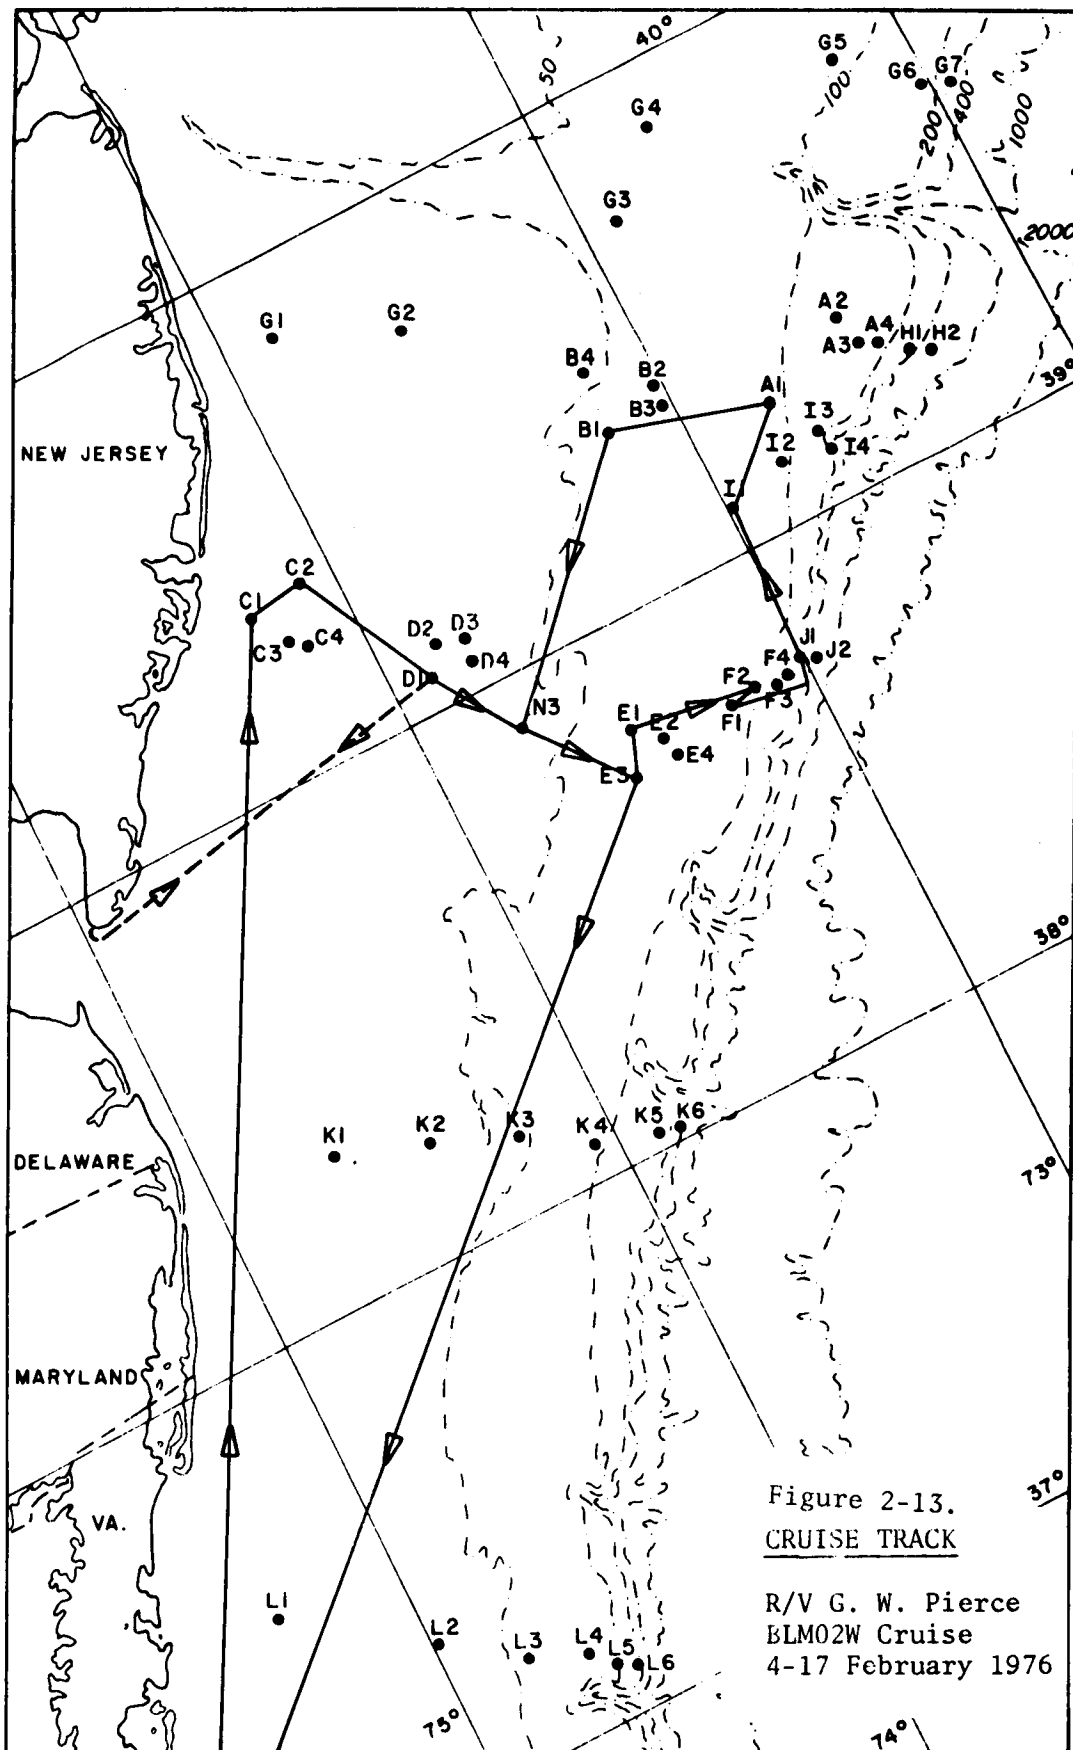 40°
G5
50
100
G6
G7
G4
200
400
1000
G3
2000
G1
G2
A2
A3
A4
H1
H2
B4
B2
B3
A1
39°
B1
I3
NEW JERSEY
I2
I4
I1
C2
C1
C3
C4
D2
D3
D4
D1
J1
J2
F4
F2
F3
F1
N3
E1
E2
E4
E3
38°
K1
K2
K3
K4
K5
K6
DELAWARE
73°
MARYLAND
37°
VA.
Figure 2-13.
CRUISE TRACK
R/V G. W. Pierce
BLM02W Cruise
4-17 February 1976
L1
L2
L3
L4
L5
L6
75°
74°